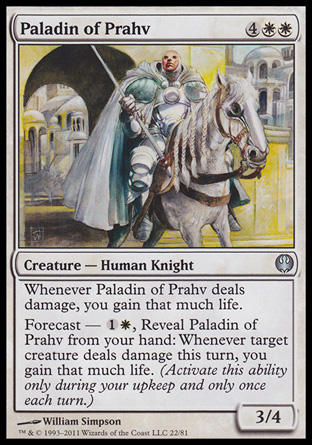 Paladin of Prahv 4
Creature — Human Knight
Whenever Paladin of Prahv deals
damage, you gain that much life.
Forecast — 1, Reveal Paladin of
Prahv from your hand: Whenever target
creature deals damage this turn, you
gain that much life. (Activate this ability
only during your upkeep and only once
each turn.)
William Simpson
™ & © 1993–2011 Wizards of the Coast LLC 22/81
3/4